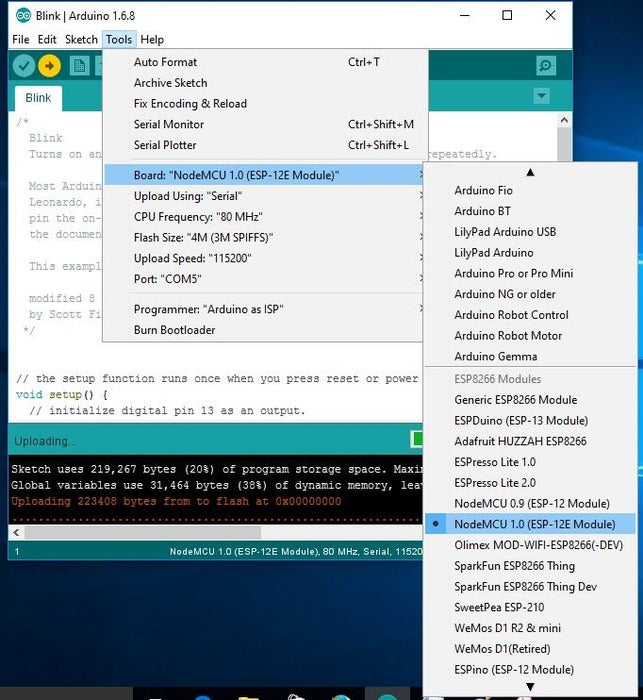 Blink | Arduino 1.6.8
File Edit Sketch Tools Help
Blink
/*
Blink
Turns on an
repeatedly.
Most Arduin
Leonardo, i
pin the on-
the documen
This exampl
modified 8
by Scott Fi
*/
// the setup function runs once when you press reset or power
void setup() {
// initialize digital pin 13 as an output.
Uploading...
Sketch uses 219,267 bytes (20%) of program storage space. Maxi
Global variables use 31,464 bytes (38%) of dynamic memory, lea
Uploading 223408 bytes from to flash at 0x00000000
................................................................
1
NodeMCU 1.0 (ESP-12E Module), 80 MHz, Serial, 11520
Auto Format Ctrl+T
Archive Sketch
Fix Encoding & Reload
Serial Monitor Ctrl+Shift+M
Serial Plotter Ctrl+Shift+L
Board: "NodeMCU 1.0 (ESP-12E Module)"
Upload Using: "Serial"
CPU Frequency: "80 MHz"
Flash Size: "4M (3M SPIFFS)"
Upload Speed: "115200"
Port: "COM5"
Programmer: "Arduino as ISP"
Burn Bootloader
Arduino Fio
Arduino BT
LilyPad Arduino USB
LilyPad Arduino
Arduino Pro or Pro Mini
Arduino NG or older
Arduino Robot Control
Arduino Robot Motor
Arduino Gemma
ESP8266 Modules
Generic ESP8266 Module
ESPDuino (ESP-13 Module)
Adafruit HUZZAH ESP8266
ESPresso Lite 1.0
ESPresso Lite 2.0
NodeMCU 0.9 (ESP-12 Module)
NodeMCU 1.0 (ESP-12E Module)
Olimex MOD-WIFI-ESP8266(-DEV)
SparkFun ESP8266 Thing
SparkFun ESP8266 Thing Dev
SweetPea ESP-210
WeMos D1 R2 & mini
WeMos D1(Retired)
ESPino (ESP-12 Module)